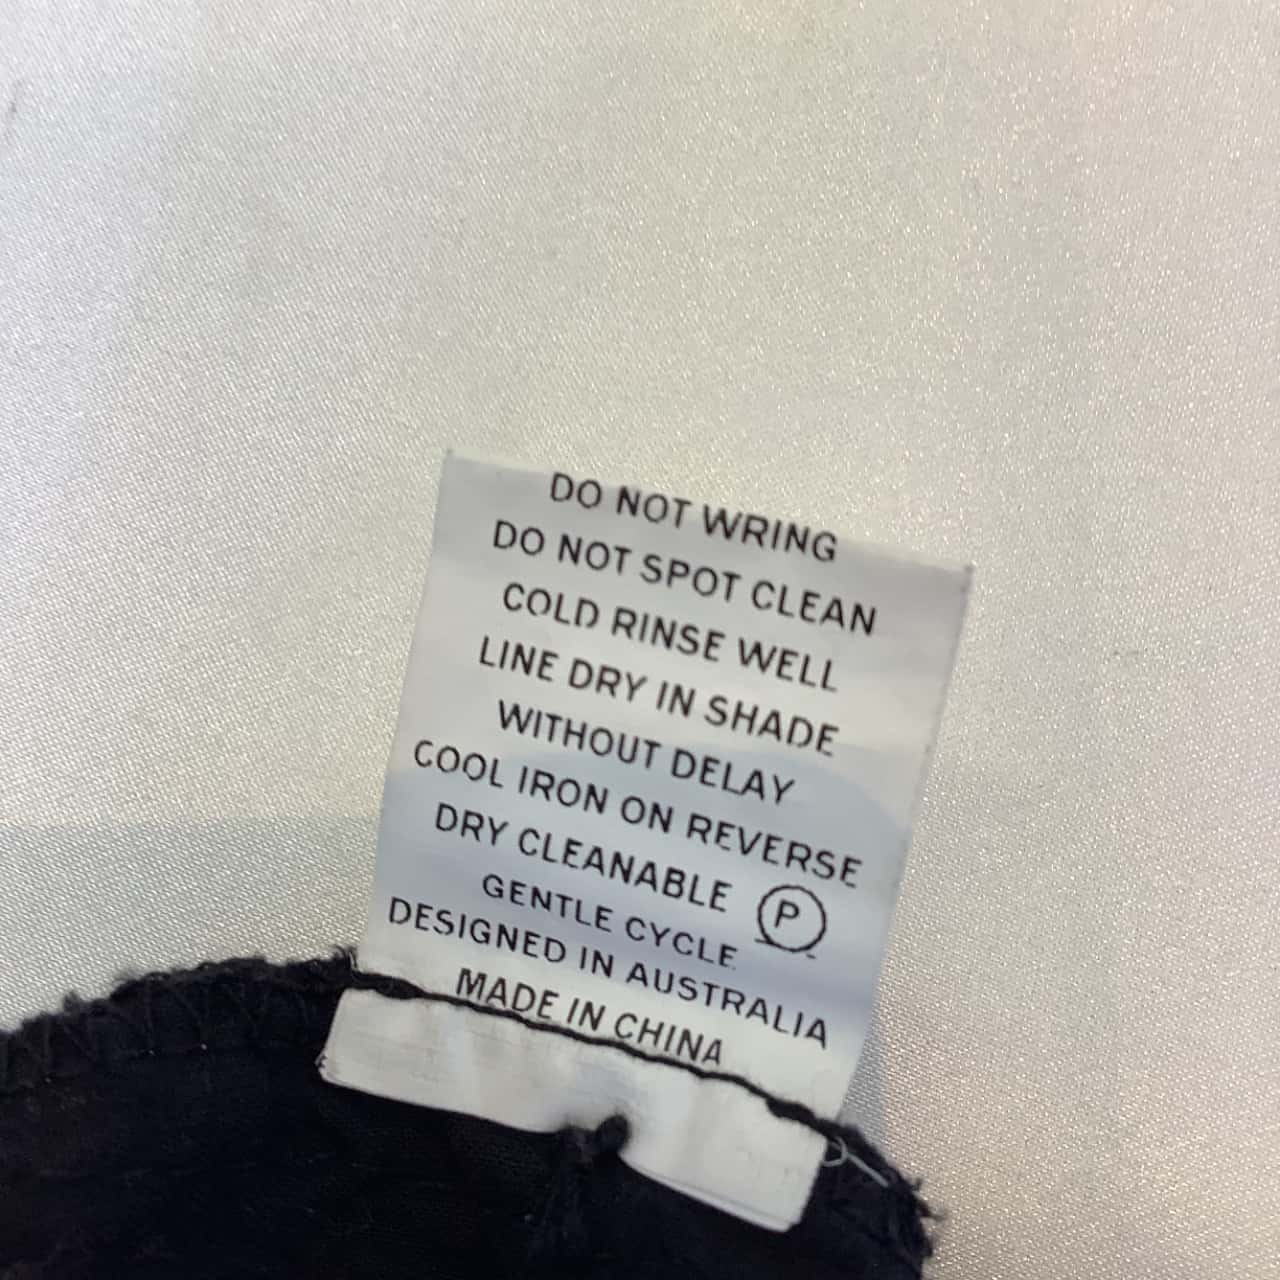 DO NOT WRING
DO NOT SPOT CLEAN
COLD RINSE WELL
LINE DRY IN SHADE
WITHOUT DELAY
COOL IRON ON REVERSE
DRY CLEANABLE P
GENTLE CYCLE
DESIGNED IN AUSTRALIA
MADE IN CHINA